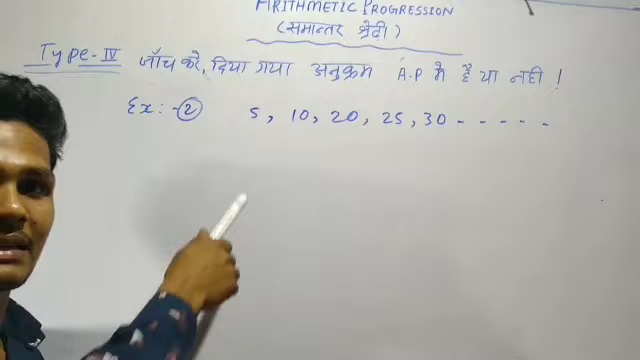 ARITHMETIC PROGRESSION
(समान्तर श्रेढी)
Type-IV जाँच करे, दिया गया अनुक्रम A.P मे है या नही !
Ex:-② 5, 10, 20, 25, 30 - - - - -